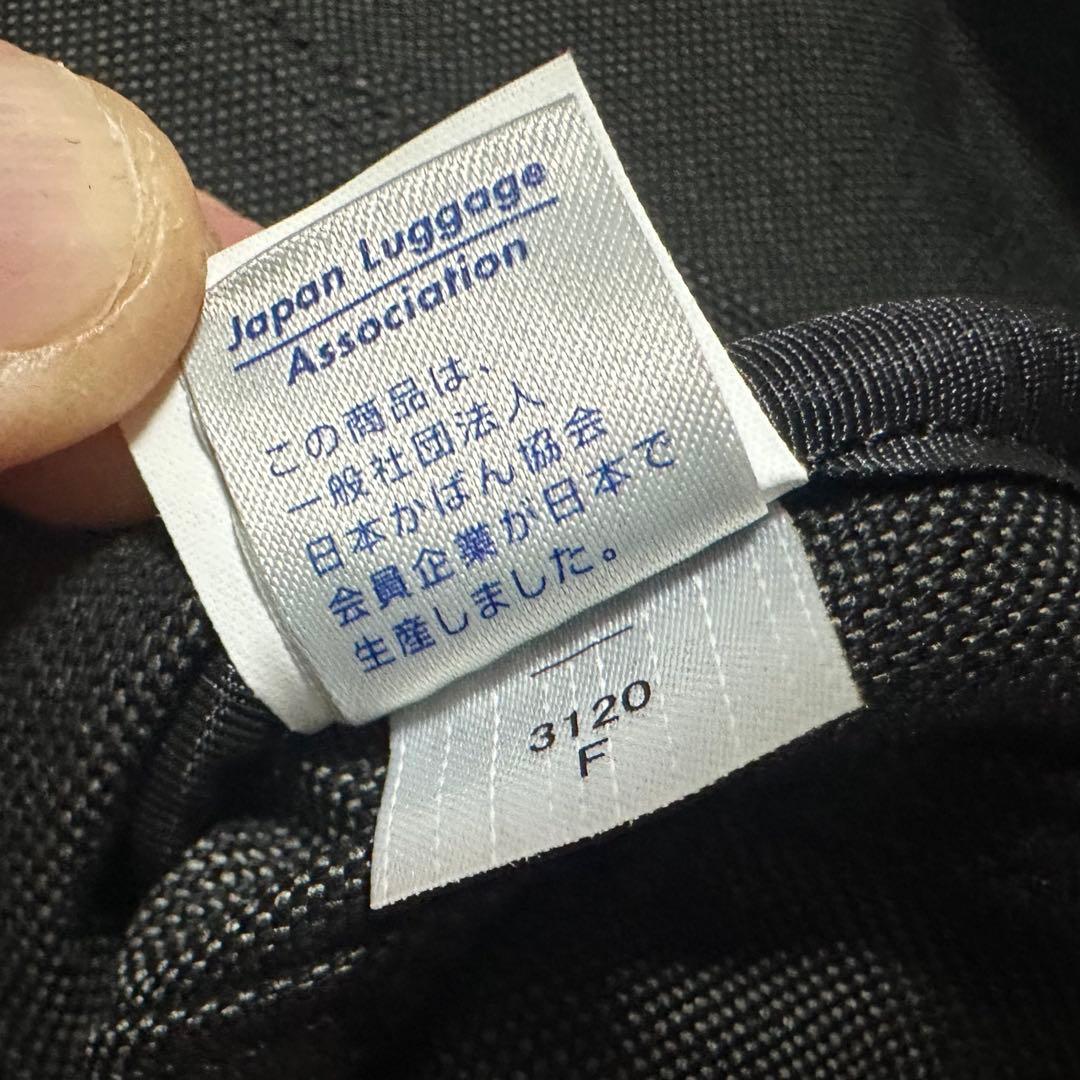 Japan Luggage
Association
この商品は、
一般社団法人
日本かばん協会
会員企業が日本で
生産しました。
3120
F